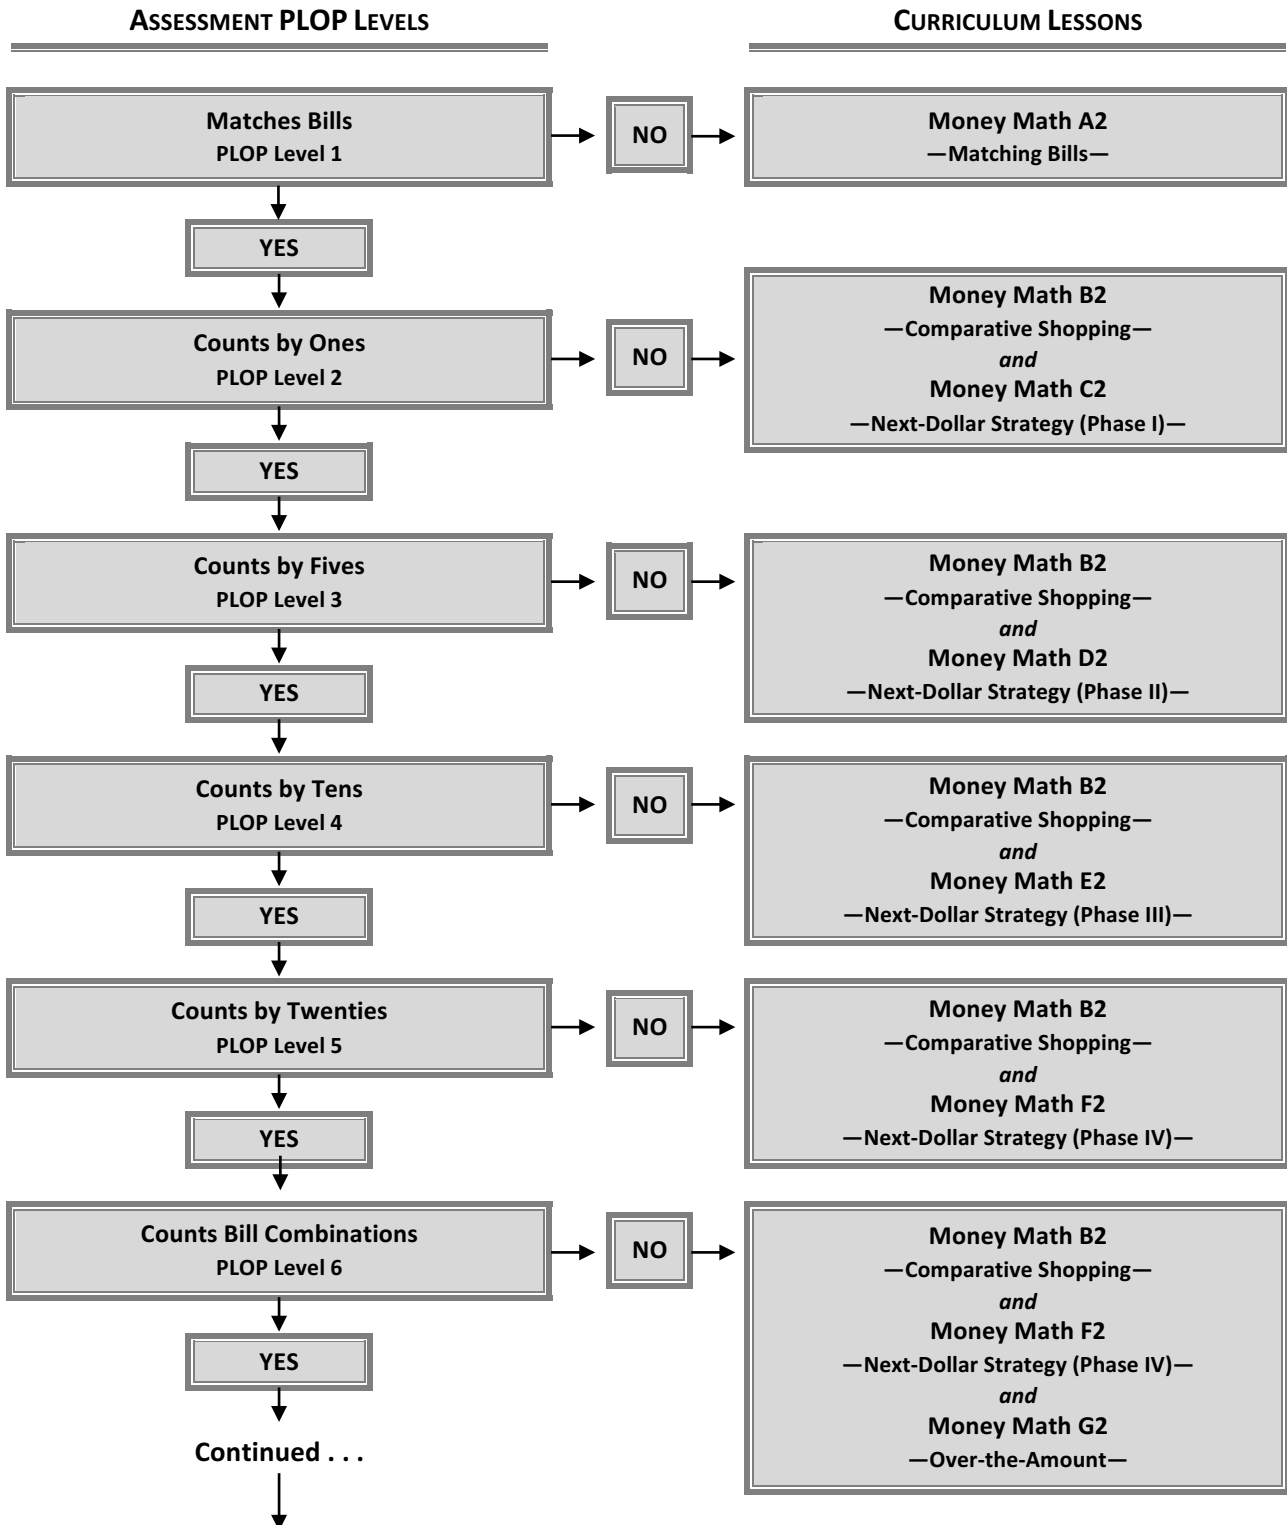 ASSESSMENT PLOP LEVELS
CURRICULUM LESSONS
Matches Bills
PLOP Level 1
NO
Money Math A2
—Matching Bills—
YES
Counts by Ones
PLOP Level 2
NO
Money Math B2
—Comparative Shopping—
and
Money Math C2
—Next-Dollar Strategy (Phase I)—
YES
Counts by Fives
PLOP Level 3
NO
Money Math B2
—Comparative Shopping—
and
Money Math D2
—Next-Dollar Strategy (Phase II)—
YES
Counts by Tens
PLOP Level 4
NO
Money Math B2
—Comparative Shopping—
and
Money Math E2
—Next-Dollar Strategy (Phase III)—
YES
Counts by Twenties
PLOP Level 5
NO
Money Math B2
—Comparative Shopping—
and
Money Math F2
—Next-Dollar Strategy (Phase IV)—
YES
Counts Bill Combinations
PLOP Level 6
NO
Money Math B2
—Comparative Shopping—
and
Money Math F2
—Next-Dollar Strategy (Phase IV)—
and
Money Math G2
—Over-the-Amount—
YES
Continued . . .